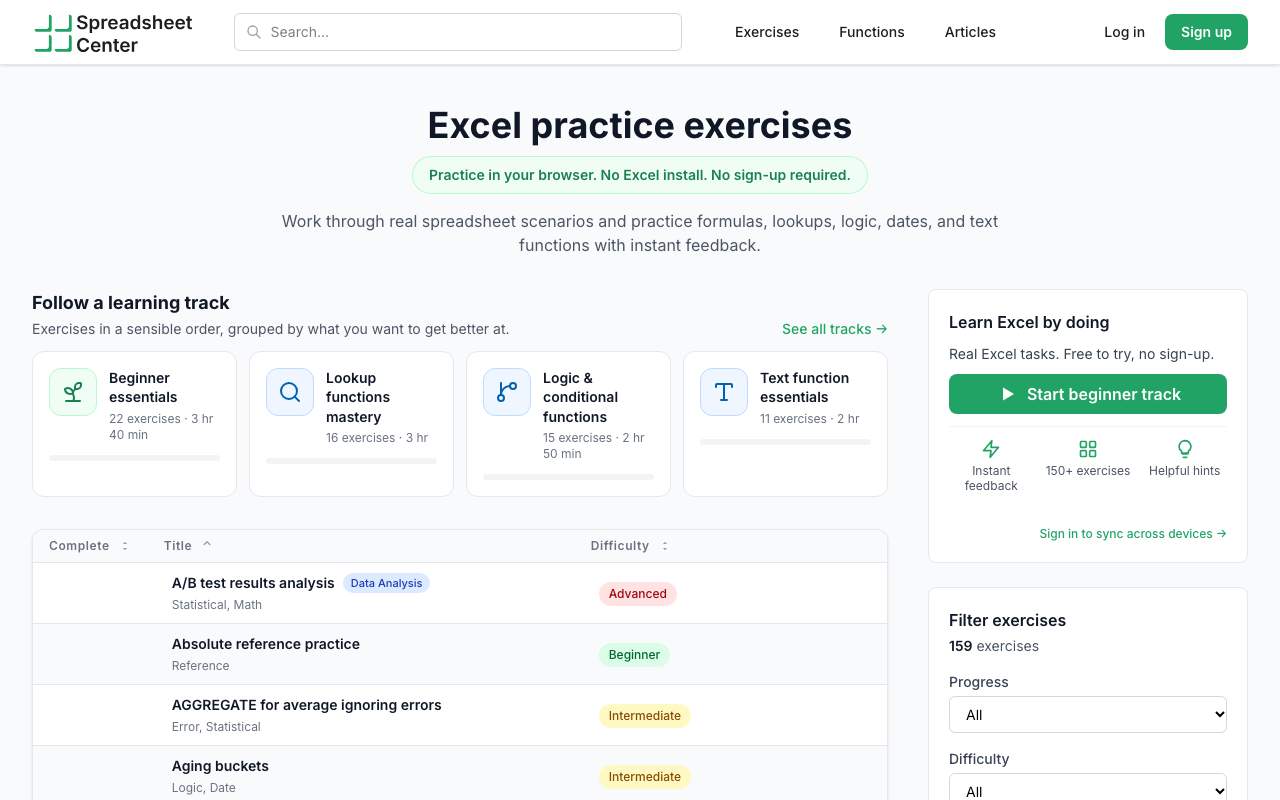 Spreadsheet
Center
Search...
Exercises
Functions
Articles
Log in
Sign up
Excel practice exercises
Practice in your browser. No Excel install. No sign-up required.
Work through real spreadsheet scenarios and practice formulas, lookups, logic, dates, and text
functions with instant feedback.
Follow a learning track
Exercises in a sensible order, grouped by what you want to get better at.
See all tracks →
Beginner
essentials
22 exercises · 3 hr
40 min
Lookup
functions
mastery
16 exercises · 3 hr
Logic &
conditional
functions
15 exercises · 2 hr
50 min
Text function
essentials
11 exercises · 2 hr
Complete
Title
Difficulty
A/B test results analysis
Data Analysis
Statistical, Math
Advanced
Absolute reference practice
Reference
Beginner
AGGREGATE for average ignoring errors
Error, Statistical
Intermediate
Aging buckets
Logic, Date
Intermediate
Learn Excel by doing
Real Excel tasks. Free to try, no sign-up.
Start beginner track
Instant
feedback
150+ exercises
Helpful hints
Sign in to sync across devices →
Filter exercises
159 exercises
Progress
All
Difficulty
All